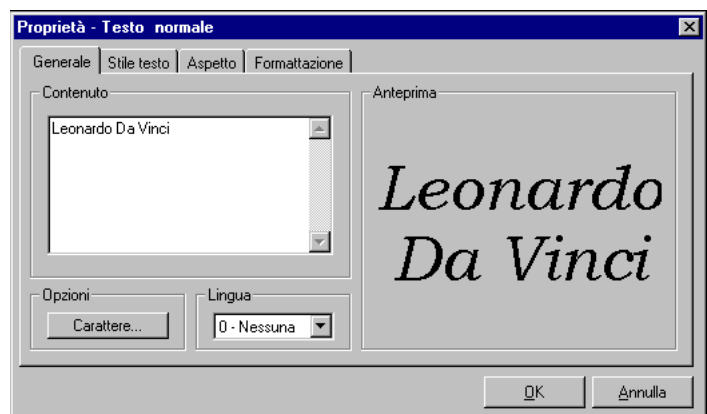 Proprietà - Testo normale
Generale Stile testo Aspetto Formattazione
Contenuto
Leonardo Da Vinci
Opzioni
Carattere...
Lingua
0 - Nessuna
Anteprima
Leonardo
Da Vinci
OK Annulla